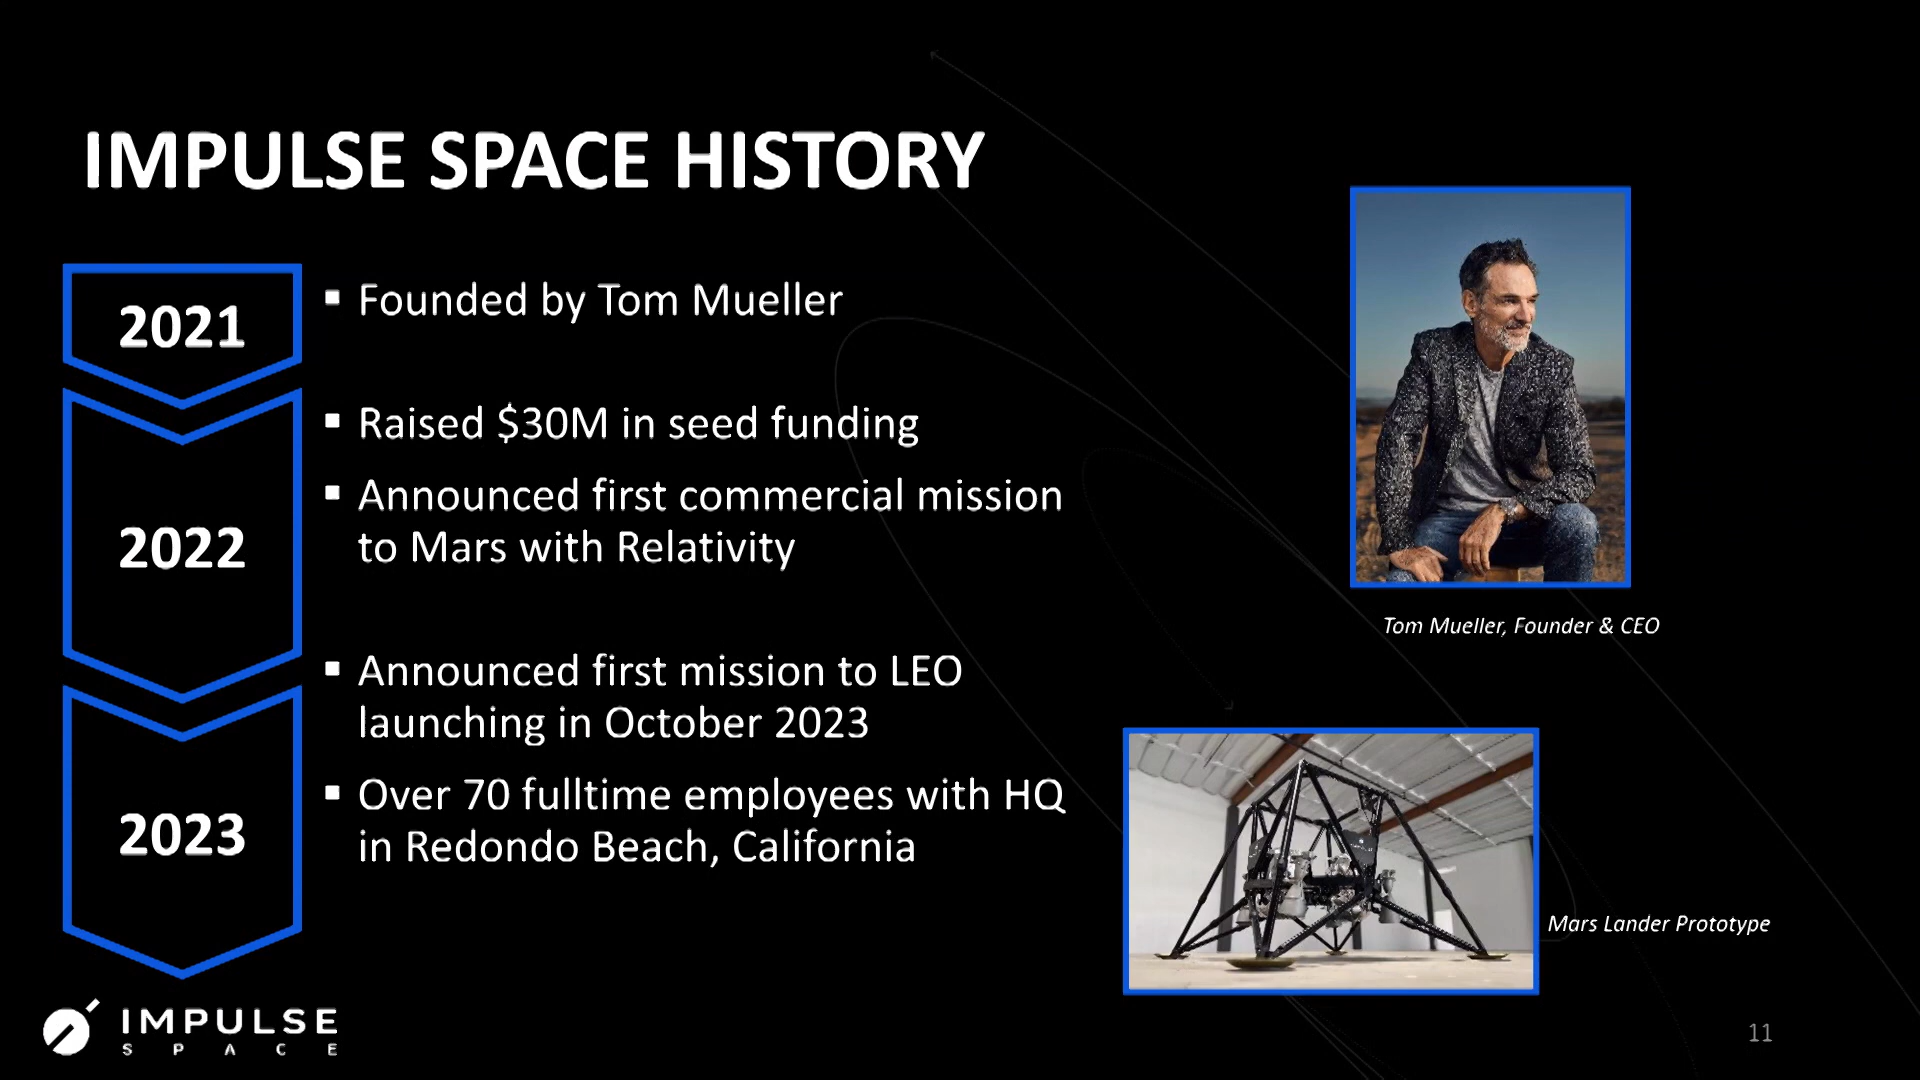 IMPULSE SPACE HISTORY
2021
▪ Founded by Tom Mueller
2022
▪ Raised $30M in seed funding
▪ Announced first commercial mission
to Mars with Relativity
2023
▪ Announced first mission to LEO
launching in October 2023
▪ Over 70 fulltime employees with HQ
in Redondo Beach, California
Tom Mueller, Founder & CEO
Mars Lander Prototype
IMPULSE
SPACE
11